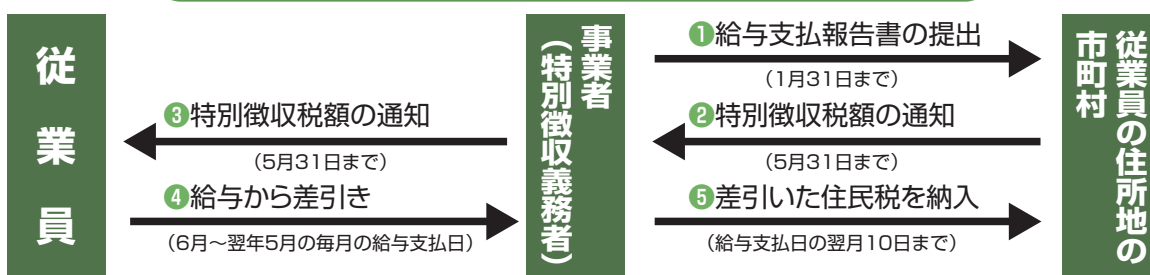 従業員
事業者
（特別徴収義務者）
従業員の住所地の
市町村
❶給与支払報告書の提出
（1月31日まで）
❷特別徴収税額の通知
（5月31日まで）
❸特別徴収税額の通知
（5月31日まで）
❹給与から差引き
（6月～翌年5月の毎月の給与支払日）
❺差引いた住民税を納入
（給与支払日の翌月10日まで）